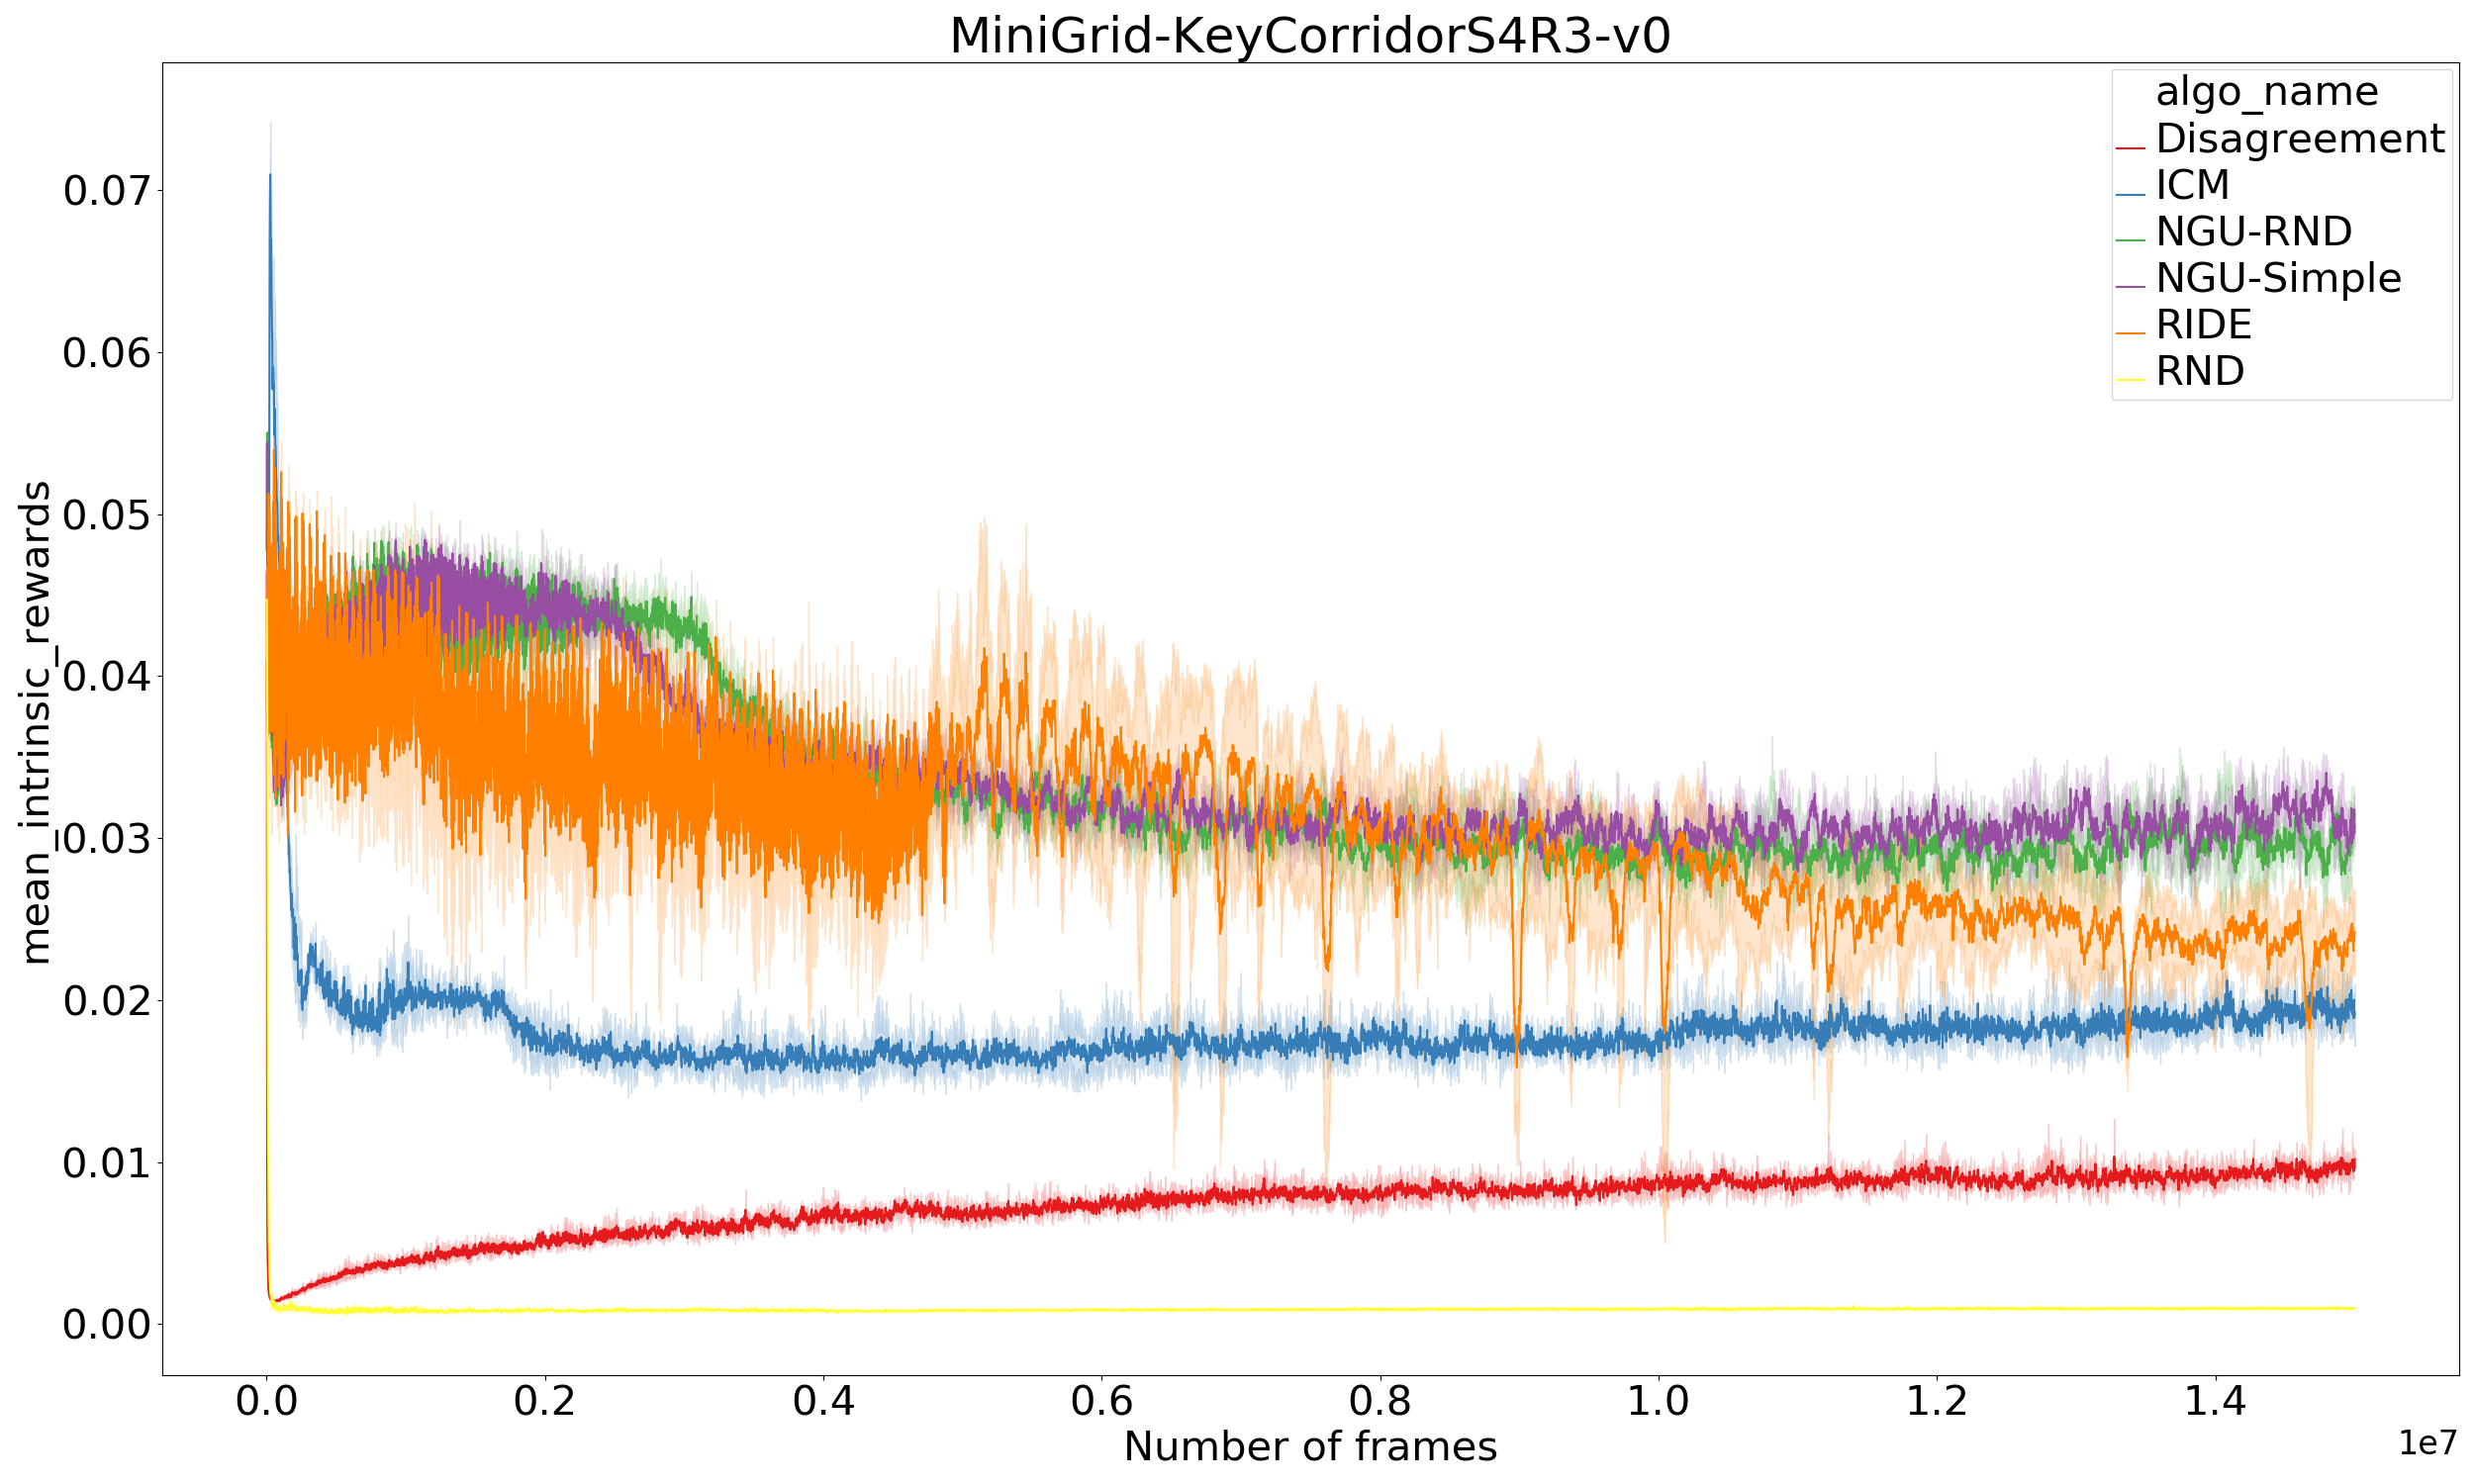 MiniGrid-KeyCorridorS4R3-v0
algo_name
Disagreement
ICM
NGU-RND
NGU-Simple
RIDE
RND
mean_intrinsic_rewards
0.07
0.06
0.05
0.04
0.03
0.02
0.01
0.00
0.0 0.2 0.4 0.6 0.8 1.0 1.2 1.4
Number of frames
1e7